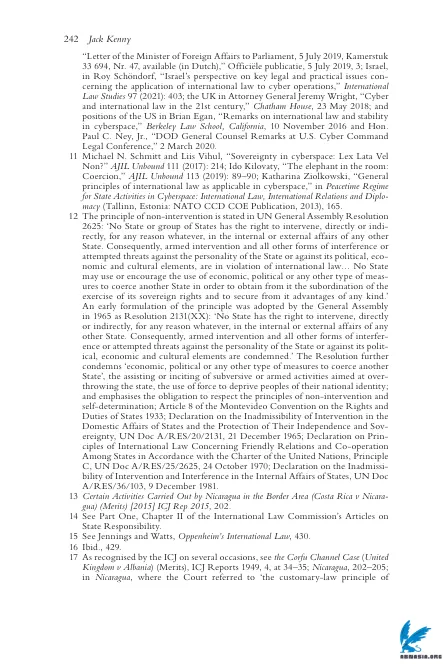 242 Jack Kenny
“Letter of the Minister of Foreign Affairs to Parliament, 5 July 2019, Kamerstuk
33 694, Nr. 47, available (in Dutch),” Officiële publicatie, 5 July 2019, 3; Israel,
in Roy Schöndorf, “Israel’s perspective on key legal and practical issues con-
cerning the application of international law to cyber operations,” International
Law Studies 97 (2021): 403; the UK in Attorney General Jeremy Wright, “Cyber
and international law in the 21st century,” Chatham House, 23 May 2018; and
positions of the US in Brian Egan, “Remarks on international law and stability
in cyberspace,” Berkeley Law School, California, 10 November 2016 and Hon.
Paul C. Ney, Jr., “DOD General Counsel Remarks at U.S. Cyber Command
Legal Conference,” 2 March 2020.
11 Michael N. Schmitt and Liis Vihul, “Sovereignty in cyberspace: Lex Lata Vel
Non?” AJIL Unbound 111 (2017): 214; Ido Kilovaty, “The elephant in the room:
Coercion,” AJIL Unbound 113 (2019): 89–90; Katharina Ziolkowski, “General
principles of international law as applicable in cyberspace,” in Peacetime Regime
for State Activities in Cyberspace: International Law, International Relations and Diplo-
macy (Tallinn, Estonia: NATO CCD COE Publication, 2013), 165.
12 The principle of non-intervention is stated in UN General Assembly Resolution
2625: ‘No State or group of States has the right to intervene, directly or indi-
rectly, for any reason whatever, in the internal or external affairs of any other
State. Consequently, armed intervention and all other forms of interference or
attempted threats against the personality of the State or against its political, eco-
nomic and cultural elements, are in violation of international law… No State
may use or encourage the use of economic, political or any other type of meas-
ures to coerce another State in order to obtain from it the subordination of the
exercise of its sovereign rights and to secure from it advantages of any kind.’
An early formulation of the principle was adopted by the General Assembly
in 1965 as Resolution 2131(XX): ‘No State has the right to intervene, directly
or indirectly, for any reason whatever, in the internal or external affairs of any
other State. Consequently, armed intervention and all other forms of interfer-
ence or attempted threats against the personality of the State or against its polit-
ical, economic and cultural elements are condemned.’ The Resolution further
condemns ‘economic, political or any other type of measures to coerce another
State’, the assisting or inciting of subversive or armed activities aimed at over-
throwing the state, the use of force to deprive peoples of their national identity;
and emphasises the obligation to respect the principles of non-intervention and
self-determination; Article 8 of the Montevideo Convention on the Rights and
Duties of States 1933; Declaration on the Inadmissibility of Intervention in the
Domestic Affairs of States and the Protection of Their Independence and Sov-
ereignty, UN Doc A/RES/20/2131, 21 December 1965; Declaration on Prin-
ciples of International Law Concerning Friendly Relations and Co-operation
Among States in Accordance with the Charter of the United Nations, Principle
C, UN Doc A/RES/25/2625, 24 October 1970; Declaration on the Inadmissi-
bility of Intervention and Interference in the Internal Affairs of States, UN Doc
A/RES/36/103, 9 December 1981.
13 Certain Activities Carried Out by Nicaragua in the Border Area (Costa Rica v Nicara-
gua) (Merits) [2015] ICJ Rep 2015, 202.
14 See Part One, Chapter II of the International Law Commission’s Articles on
State Responsibility.
15 See Jennings and Watts, Oppenheim’s International Law, 430.
16 Ibid., 429.
17 As recognised by the ICJ on several occasions, see the Corfu Channel Case (United
Kingdom v Albania) (Merits), ICJ Reports 1949, 4, at 34–35; Nicaragua, 202–205;
in Nicaragua, where the Court referred to ‘the customary-law principle of